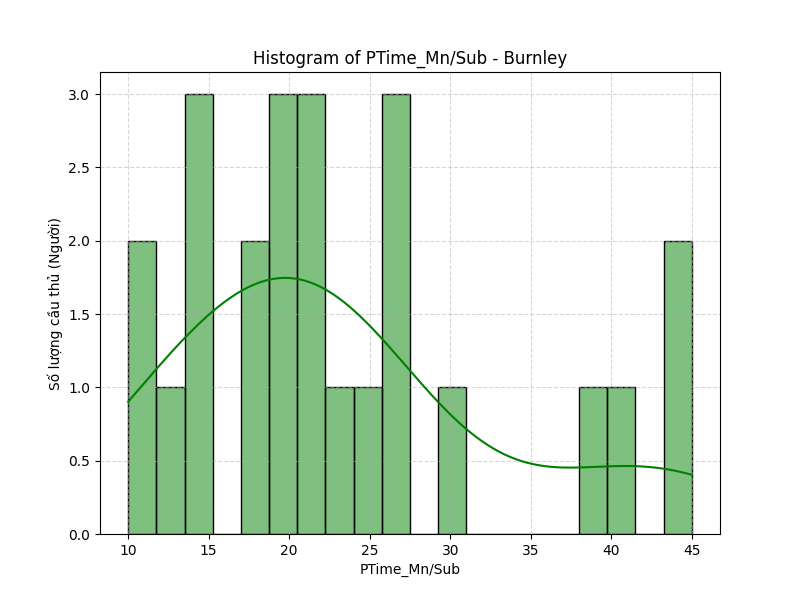 Histogram of PTime_Mn/Sub - Burnley
3.0
2.5
2.0
1.5
1.0
0.5
0.0
Số lượng cầu thủ (Người)
10 15 20 25 30 35 40 45
PTime_Mn/Sub